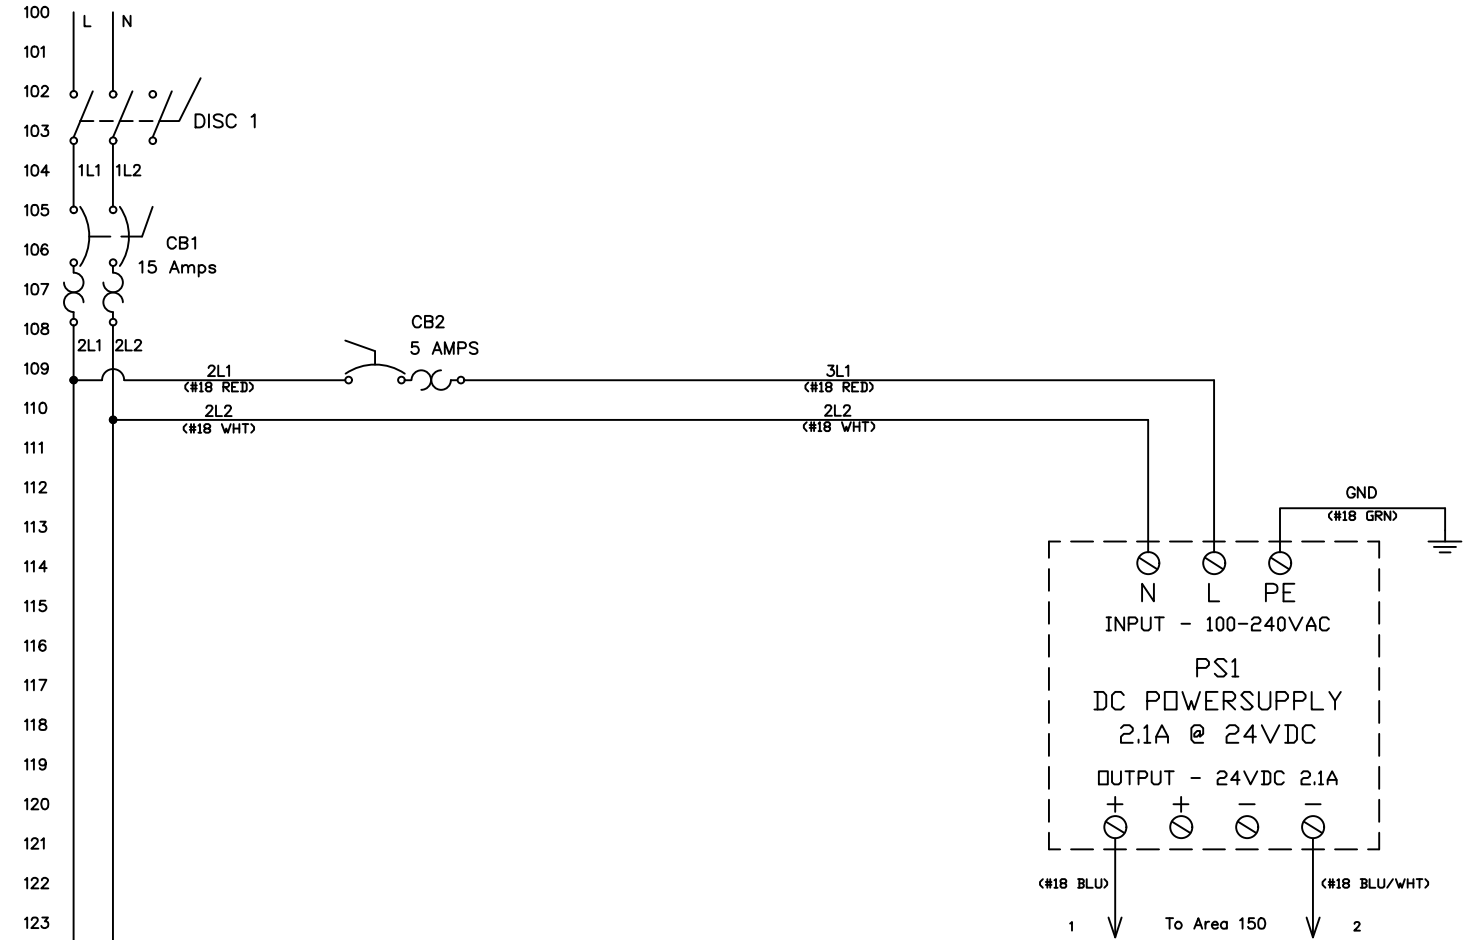 100
L N
101
102
DISC 1
103
104
1L1 1L2
105
106
CB1
15 Amps
107
108
CB2
2L1 2L2
5 AMPS
109
2L1
(#18 RED)
3L1
(#18 RED)
110
2L2
(#18 WHT)
2L2
(#18 WHT)
111
112
GND
(#18 GRN)
113
114
N L PE
115
INPUT - 100-240VAC
116
PS1
117
DC POWERSUPPLY
118
2.1A @ 24VDC
119
OUTPUT - 24VDC 2.1A
120
+ + - -
121
122
(#18 BLU) (#18 BLU/WHT)
123
1 To Area 150 2